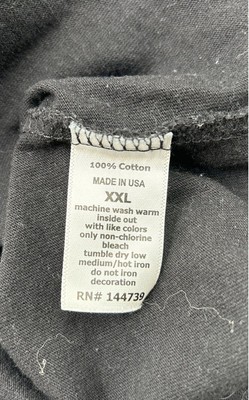 100% Cotton
MADE IN USA
XXL
machine wash warm
inside out
with like colors
only non-chlorine
bleach
tumble dry low
medium/hot iron
do not iron
decoration
RN# 144739